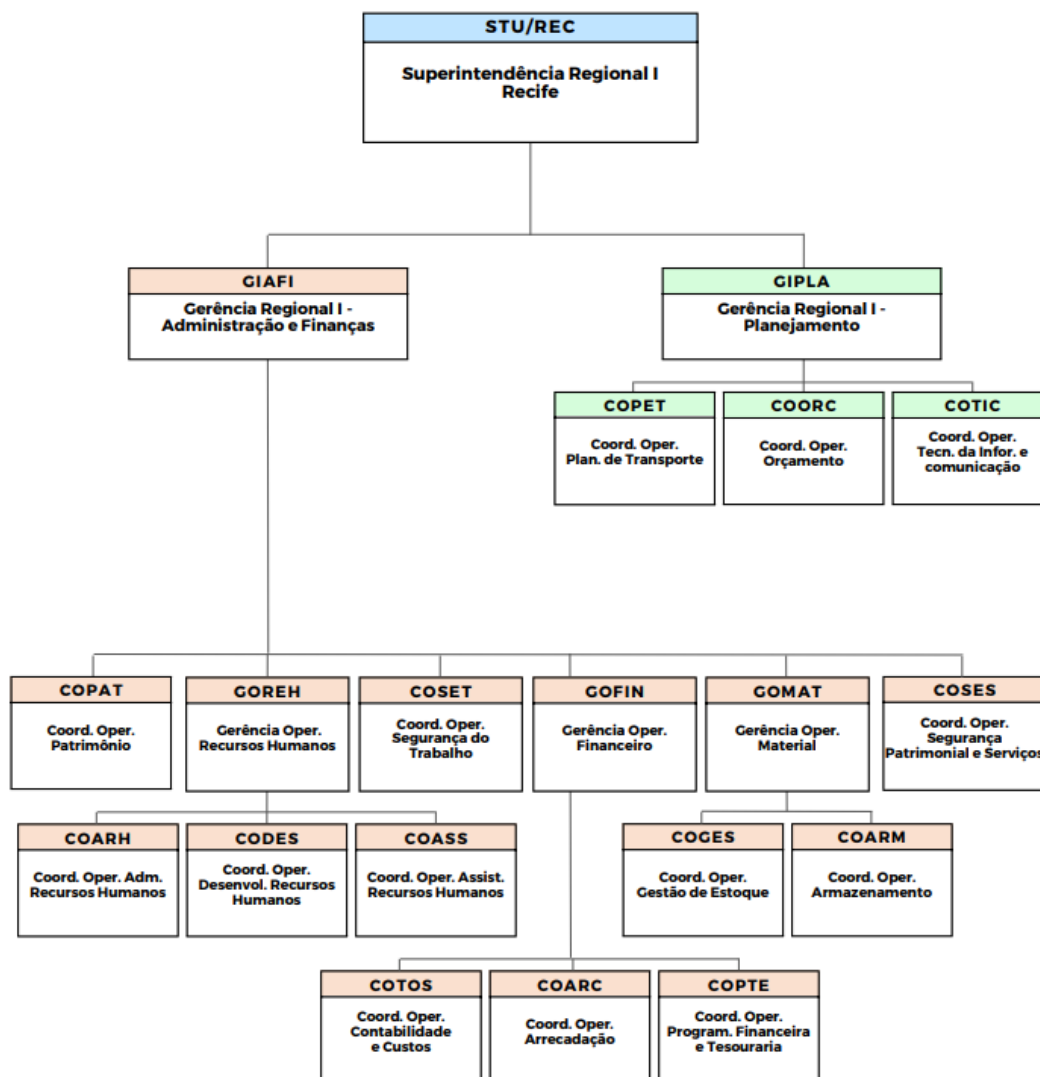 STU/REC
Superintendência Regional I
Recife
GIAFI
Gerência Regional I -
Administração e Finanças
GIPLA
Gerência Regional I -
Planejamento
COPET
Coord. Oper.
Plan. de Transporte
COORC
Coord. Oper.
Orçamento
COTIC
Coord. Oper.
Tecn. da Infor. e
comunicação
COPAT
Coord. Oper.
Patrimônio
GOREH
Gerência Oper.
Recursos Humanos
COSET
Coord. Oper.
Segurança do
Trabalho
GOFIN
Gerência Oper.
Financeiro
GOMAT
Gerência Oper.
Material
COSES
Coord. Oper.
Segurança
Patrimonial e Serviços
COARH
Coord. Oper. Adm.
Recursos Humanos
CODES
Coord. Oper.
Desenvol. Recursos
Humanos
COASS
Coord. Oper. Assist.
Recursos Humanos
COGES
Coord. Oper.
Gestão de Estoque
COARM
Coord. Oper.
Armazenamento
COTOS
Coord. Oper.
Contabilidade
e Custos
COARC
Coord. Oper.
Arrecadação
COPTE
Coord. Oper.
Program. Financeira
e Tesouraria